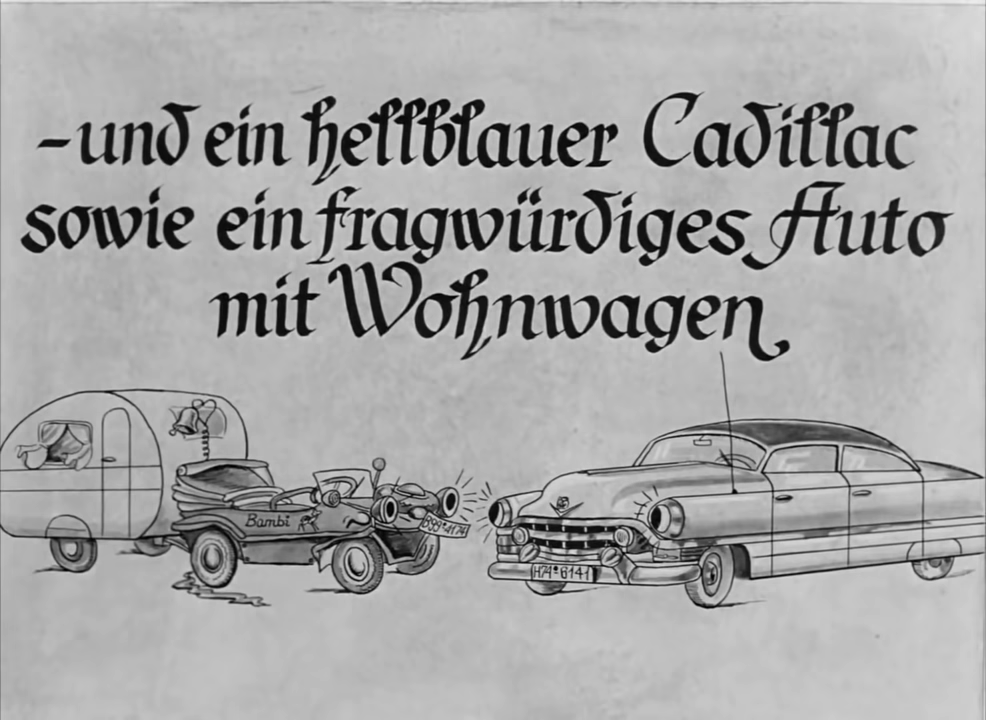 -und ein hellblauer Cadillac
sowie ein fragwürdiges Auto
mit Wohnwagen
Bambi
H74-6141